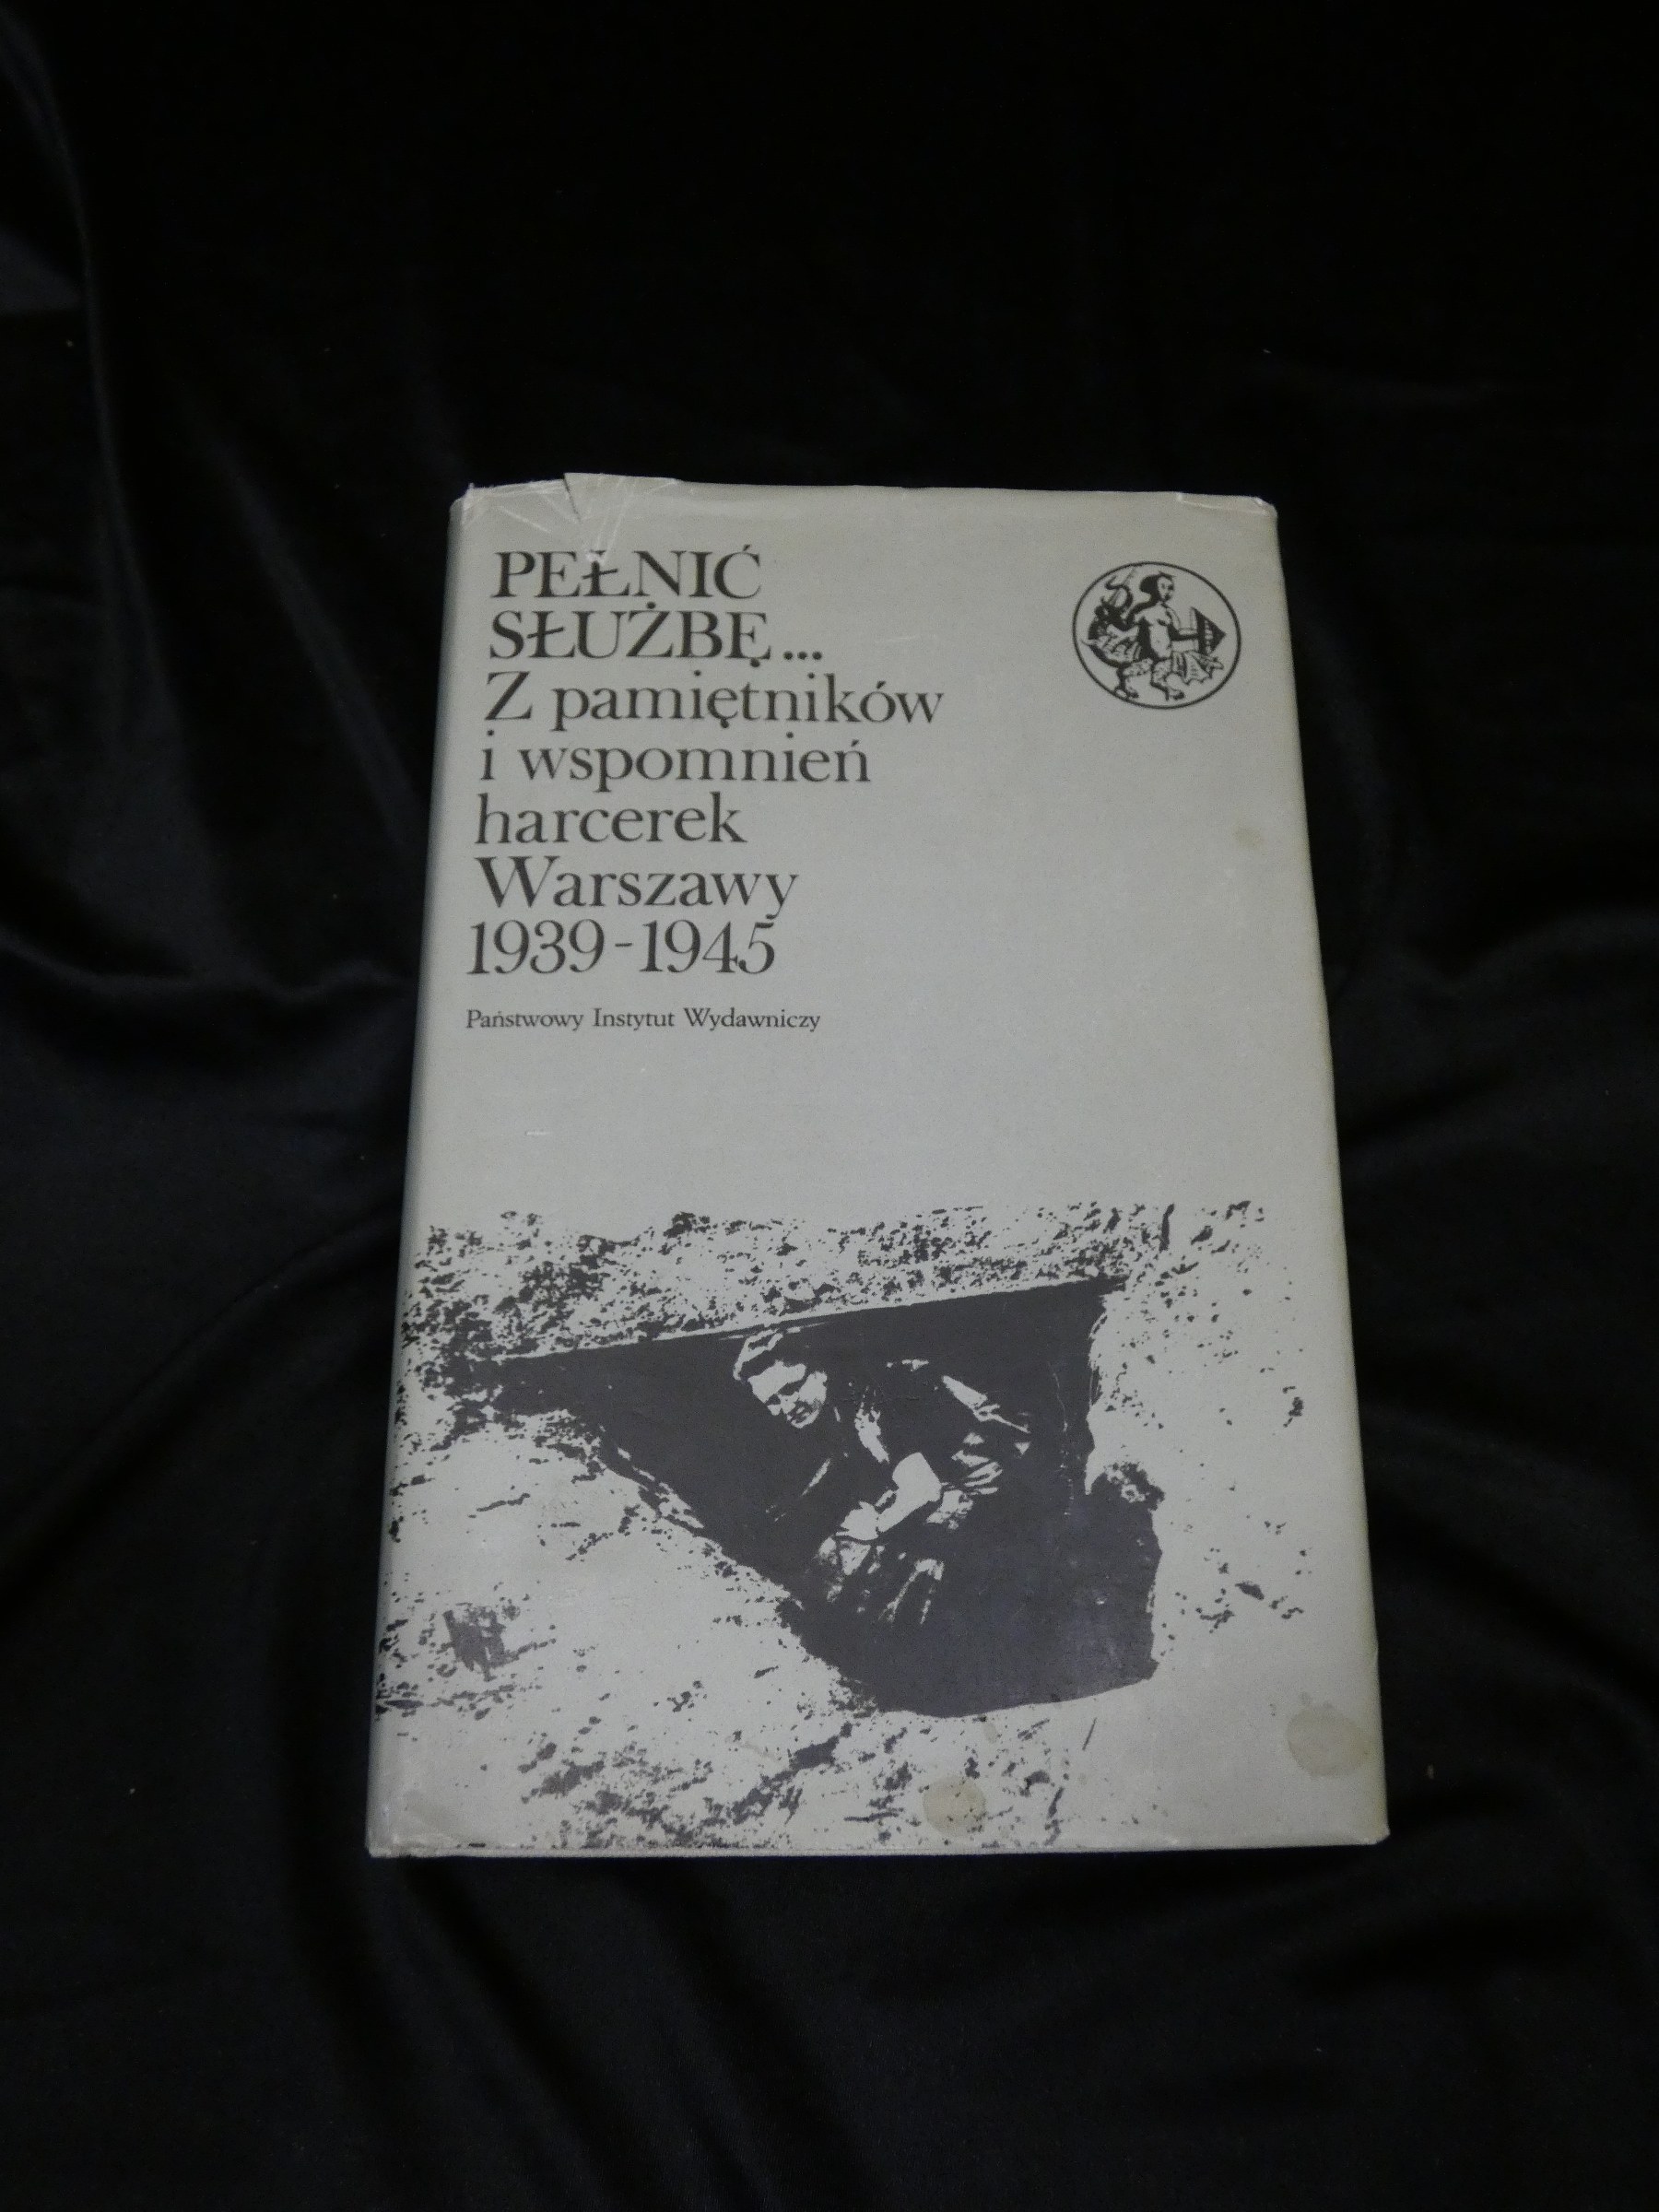 PEŁNIĆ
SŁUŻBĘ...
Z pamiętników
i wspomnień
harcerek
Warszawy
1939-1945
Państwowy Instytut Wydawniczy